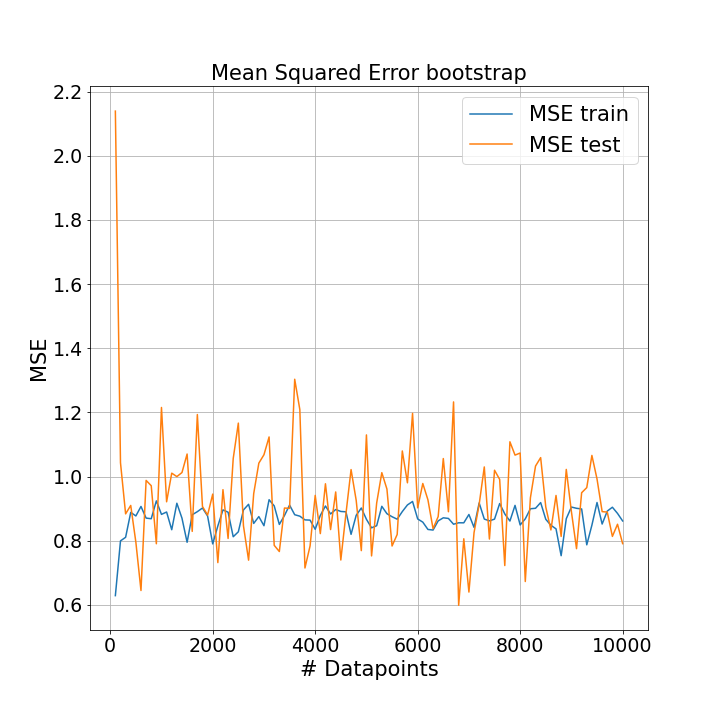 Mean Squared Error bootstrap
2.2
2.0
1.8
1.6
1.4
1.2
1.0
0.8
0.6
MSE
MSE train
MSE test
0 2000 4000 6000 8000 10000
# Datapoints